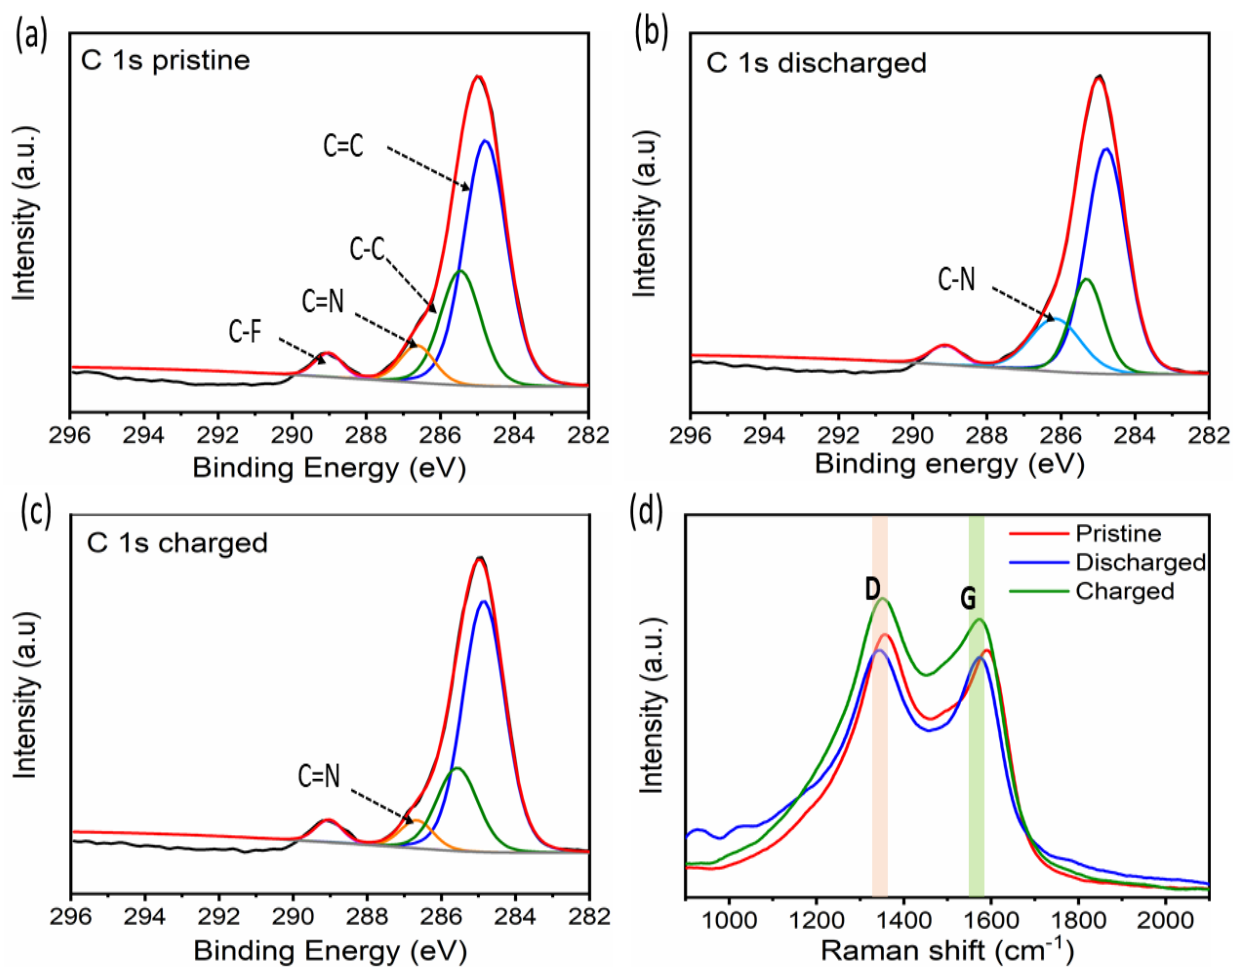 (a)
C 1s pristine
C=C
C-C
C=N
C-F
Intensity (a.u.)
296 294 292 290 288 286 284 282
Binding Energy (eV)
(b)
C 1s discharged
C-N
Intensity (a.u)
296 294 292 290 288 286 284 282
Binding energy (eV)
(c)
C 1s charged
C=N
Intensity (a.u.)
296 294 292 290 288 286 284 282
Binding Energy (eV)
(d)
Pristine
Discharged
Charged
D
G
Intensity (a.u.)
1000 1200 1400 1600 1800 2000
Raman shift (cm-1)